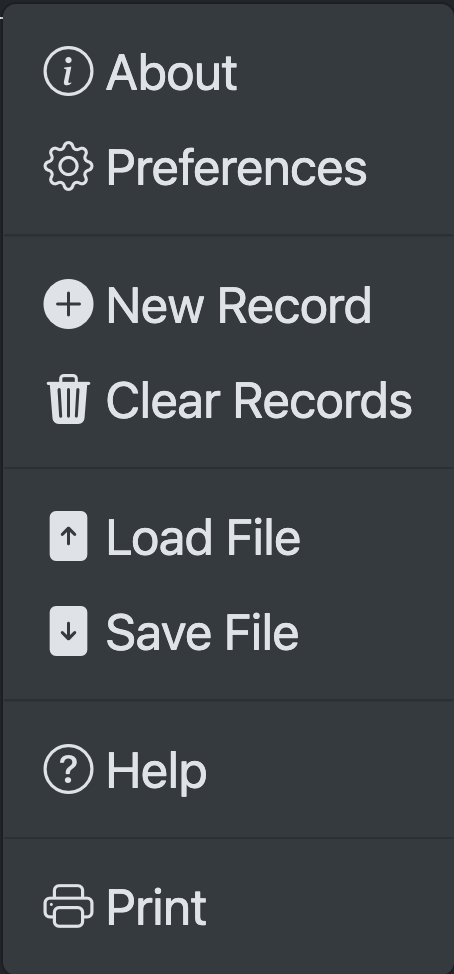 About
Preferences
New Record
Clear Records
Load File
Save File
Help
Print